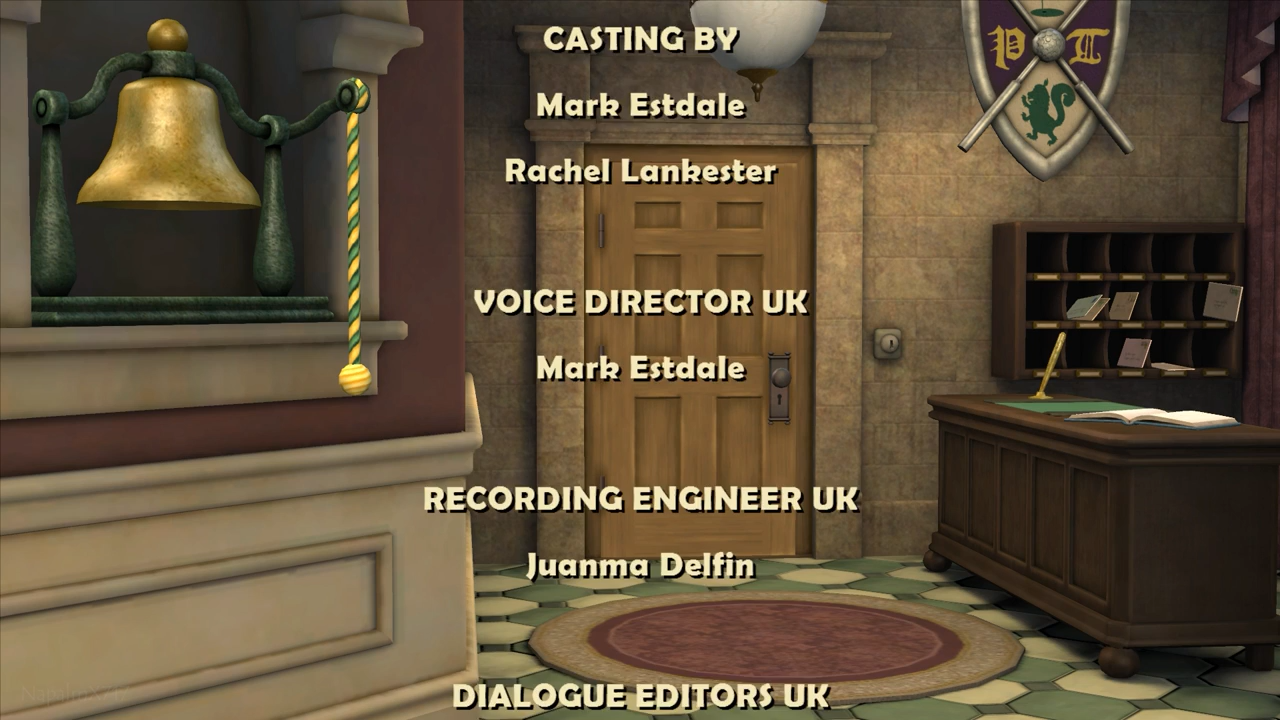 CASTING BY
Mark Estdale
Rachel Lankester
VOICE DIRECTOR UK
Mark Estdale
RECORDING ENGINEER UK
Juanma Delfin
DIALOGUE EDITORS UK
P T